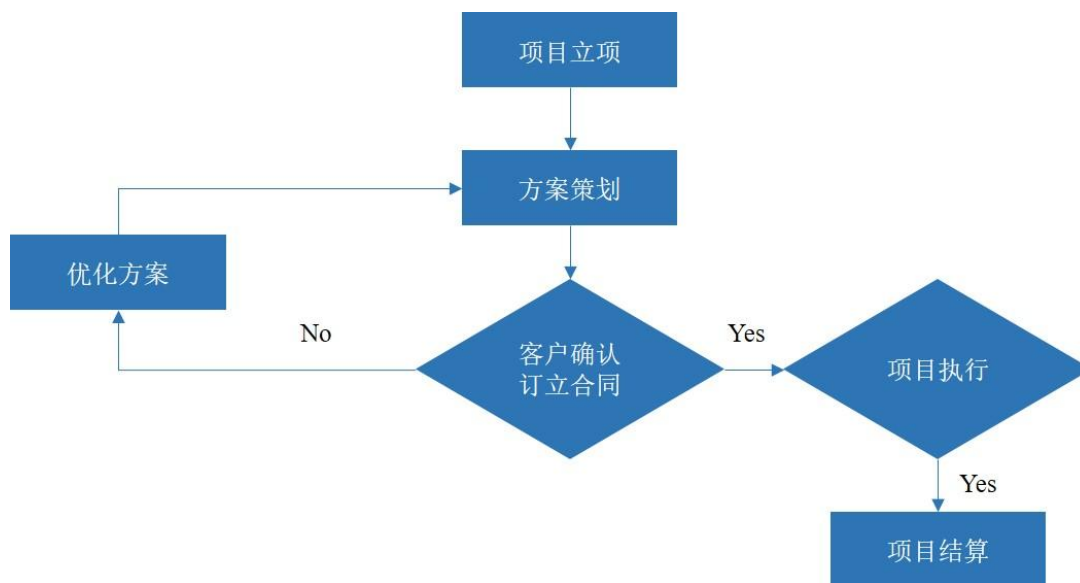 项目立项
方案策划
优化方案
No
客户确认
订立合同
Yes
项目执行
Yes
项目结算